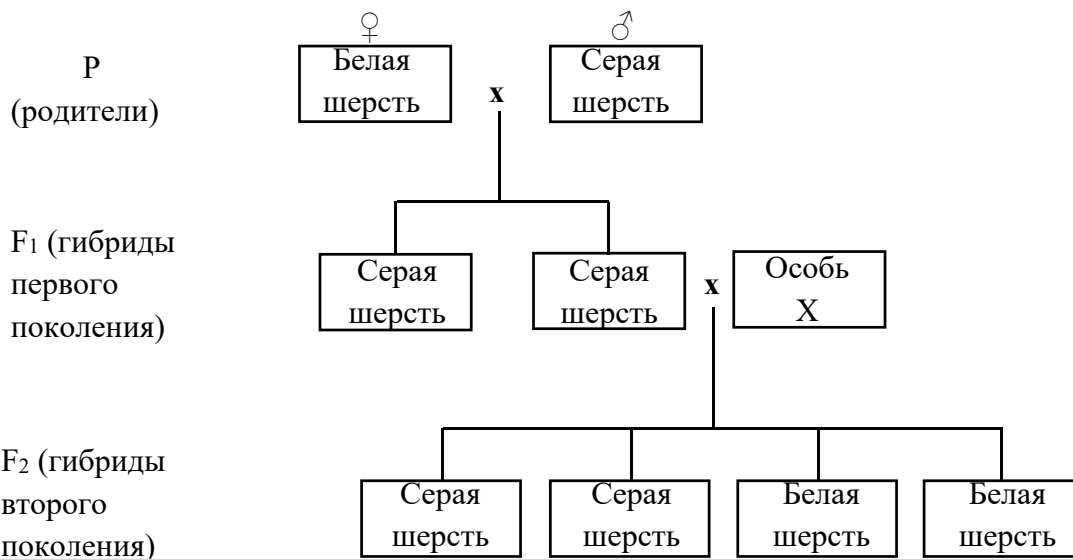 ♀ ♂
P
(родители)
Белая
шерсть
x
Серая
шерсть
F1 (гибриды
первого
поколения)
Серая
шерсть
Серая
шерсть
x
Особь
X
F2 (гибриды
второго
поколения)
Серая
шерсть
Серая
шерсть
Белая
шерсть
Белая
шерсть